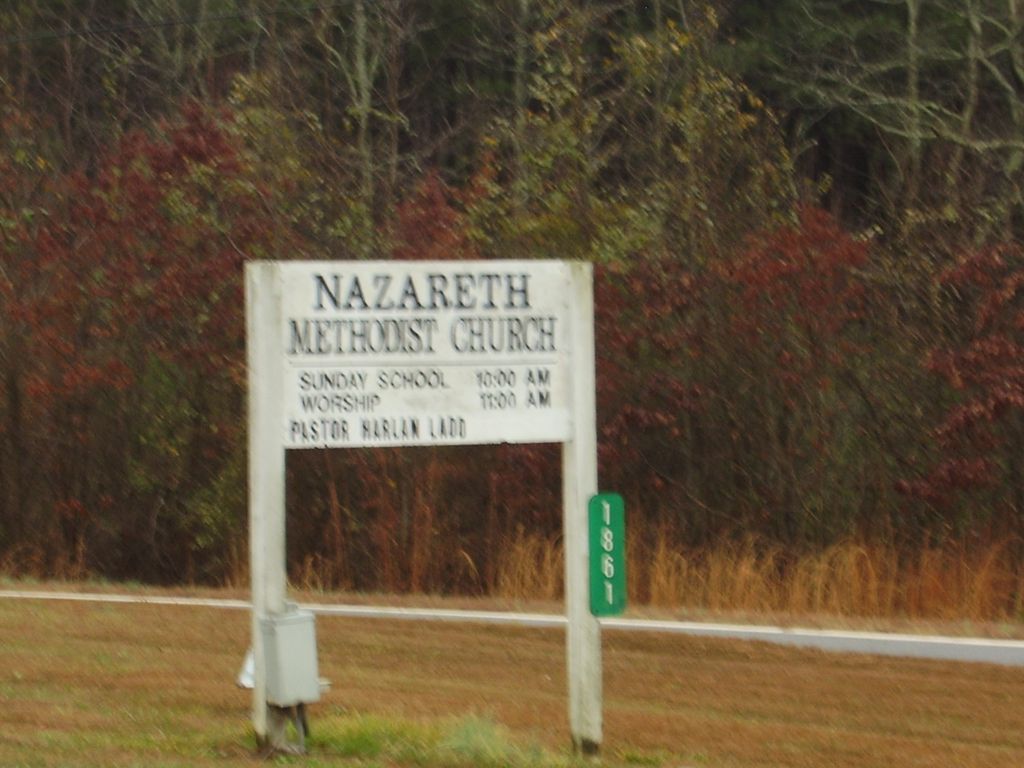 NAZARETH
METHODIST CHURCH
SUNDAY SCHOOL 10:00 AM
WORSHIP 11:00 AM
PASTOR HARLAN LADD
1861